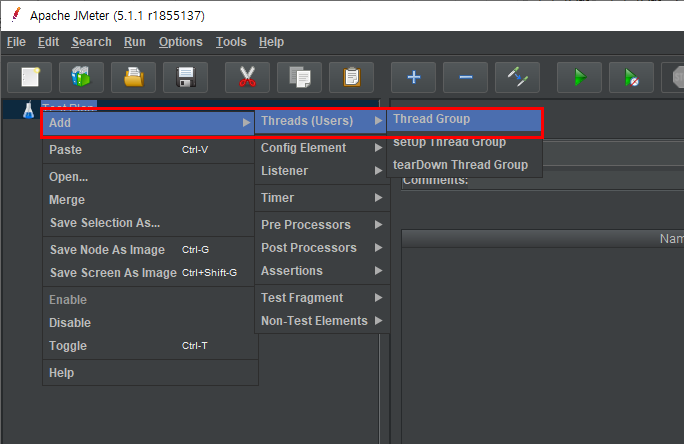 Apache JMeter (5.1.1 r1855137)
File Edit Search Run Options Tools Help
Test Plan
Add
Paste Ctrl-V
Open...
Merge
Save Selection As...
Save Node As Image Ctrl-G
Save Screen As Image Ctrl+Shift-G
Enable
Disable
Toggle Ctrl-T
Help
Threads (Users)
Config Element
Listener
Timer
Pre Processors
Post Processors
Assertions
Test Fragment
Non-Test Elements
Thread Group
setUp Thread Group
tearDown Thread Group
Comments:
Nam